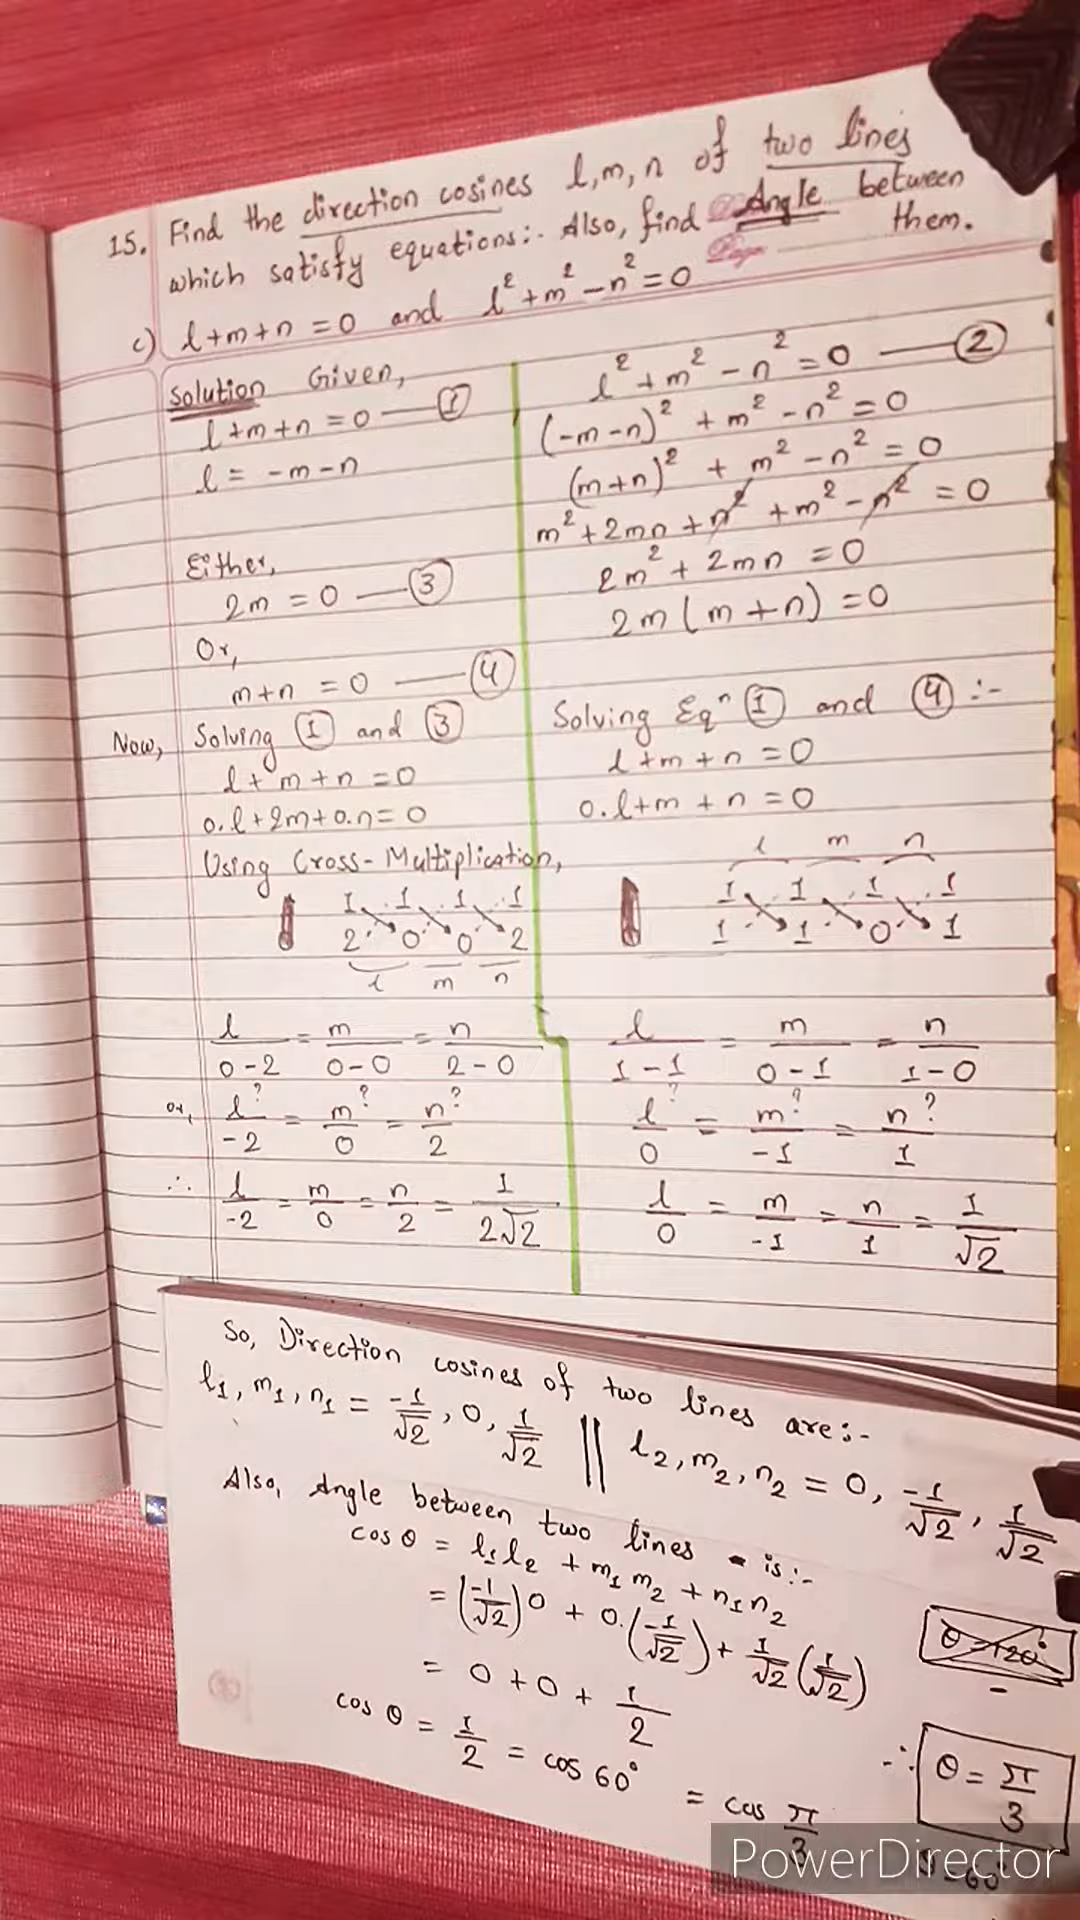 15. Find the direction cosines l, m, n of two lines
which satisfy equations:. Also, find Angle between
them.
c) l+m+n = 0 and l²+m²-n²=0
Solution Given,
l+m+n = 0 — ①
l = -m-n
l²+m²-n² = 0 — ②
(-m-n)² + m² - n² = 0
(m+n)² + m² - n² = 0
m²+2mn+n² + m² - n² = 0
2m² + 2mn = 0
2m(m+n) = 0
Either,
2m = 0 — ③
Or,
m+n = 0 — ④
Now, Solving ① and ③
l+m+n = 0
0.l+2m+0.n=0
Using Cross-Multiplication,
1 1 1 1
2 0 0 2
l m n
l/0-2 = m/0-0 = n/2-0
or, l?/-2 = m?/0 = n?/2
∴ l/-2 = m/0 = n/2 = 1/2√2
Solving Eqⁿ ① and ④ :-
l+m+n = 0
0.l+m+n = 0
l m n
1 1 1 1
1 1 0 1
l/1-1 = m/0-1 = n/1-0
l?/0 = m?/-1 = n?/1
l/0 = m/-1 = n/1 = 1/√2
So, Direction cosines of two lines are:-
l₁, m₁, n₁ = -1/√2, 0, 1/√2 || l₂, m₂, n₂ = 0, -1/√2, 1/√2
Also, Angle between two lines is:-
cos θ = l₁l₂ + m₁m₂ + n₁n₂
= (-1/√2)0 + 0.(-1/√2) + 1/√2(1/√2)
= 0 + 0 + 1/2
cos θ = 1/2 = cos 60° = cos π/3
θ = 120°
∴ θ = π/3
PowerDirector